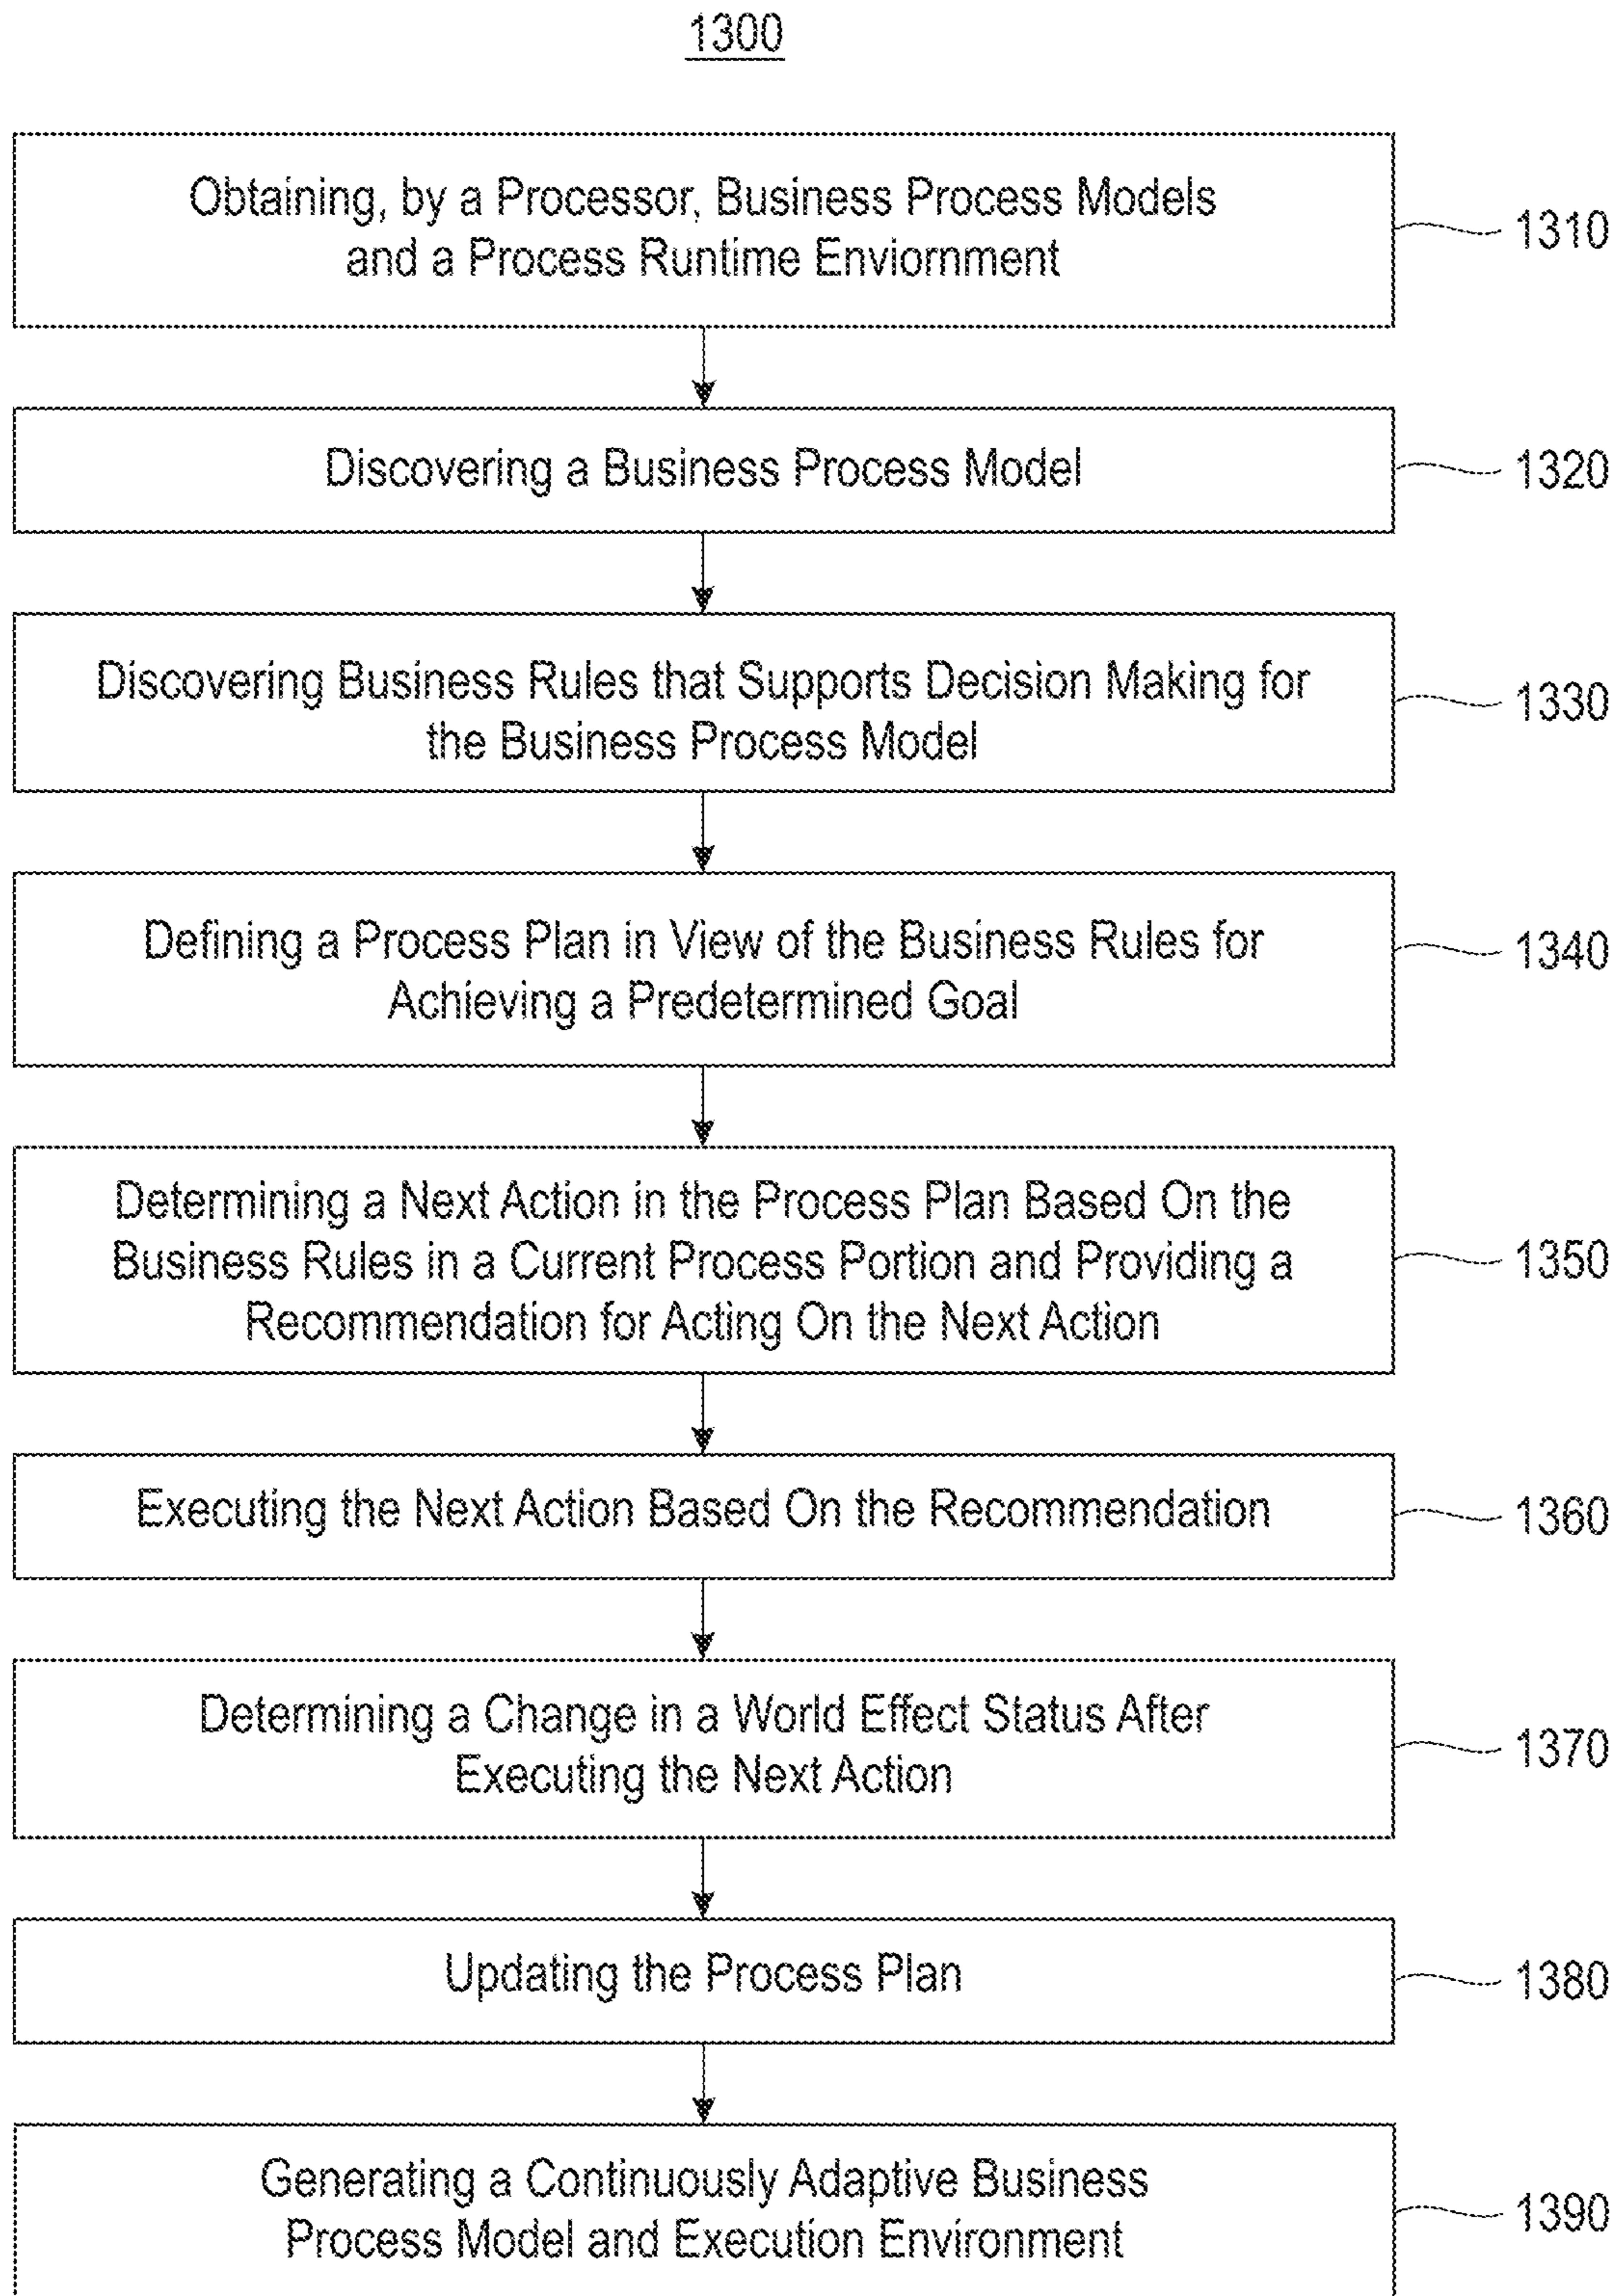 1300
Obtaining, by a Processor, Business Process Models
and a Process Runtime Enviornment
1310
Discovering a Business Process Model
1320
Discovering Business Rules that Supports Decision Making for
the Business Process Model
1330
Defining a Process Plan in View of the Business Rules for
Achieving a Predetermined Goal
1340
Determining a Next Action in the Process Plan Based On the
Business Rules in a Current Process Portion and Providing a
Recommendation for Acting On the Next Action
1350
Executing the Next Action Based On the Recommendation
1360
Determining a Change in a World Effect Status After
Executing the Next Action
1370
Updating the Process Plan
1380
Generating a Continuously Adaptive Business
Process Model and Execution Environment
1390